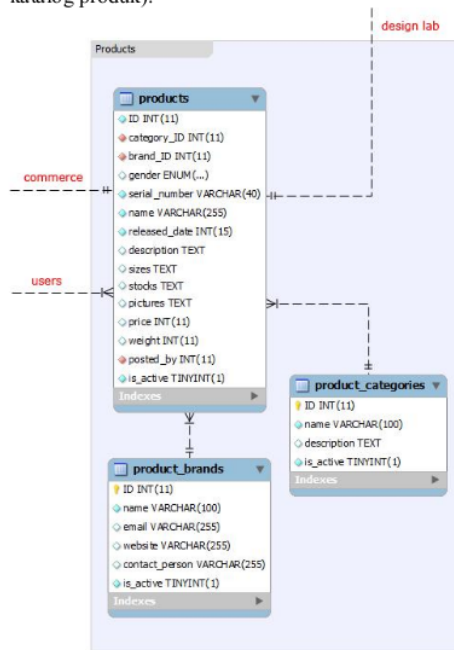 katalog produk).
design lab
Products
products
ID INT(11)
category_ID INT(11)
brand_ID INT(11)
gender ENUM(...)
commerce
serial_number VARCHAR(40)
name VARCHAR(255)
released_date INT(15)
description TEXT
sizes TEXT
users
stocks TEXT
pictures TEXT
price INT(11)
weight INT(11)
posted_by INT(11)
is_active TINYINT(1)
Indexes
product_categories
ID INT(11)
name VARCHAR(100)
description TEXT
is_active TINYINT(1)
Indexes
product_brands
ID INT(11)
name VARCHAR(100)
email VARCHAR(255)
website VARCHAR(255)
contact_person VARCHAR(255)
is_active TINYINT(1)
Indexes